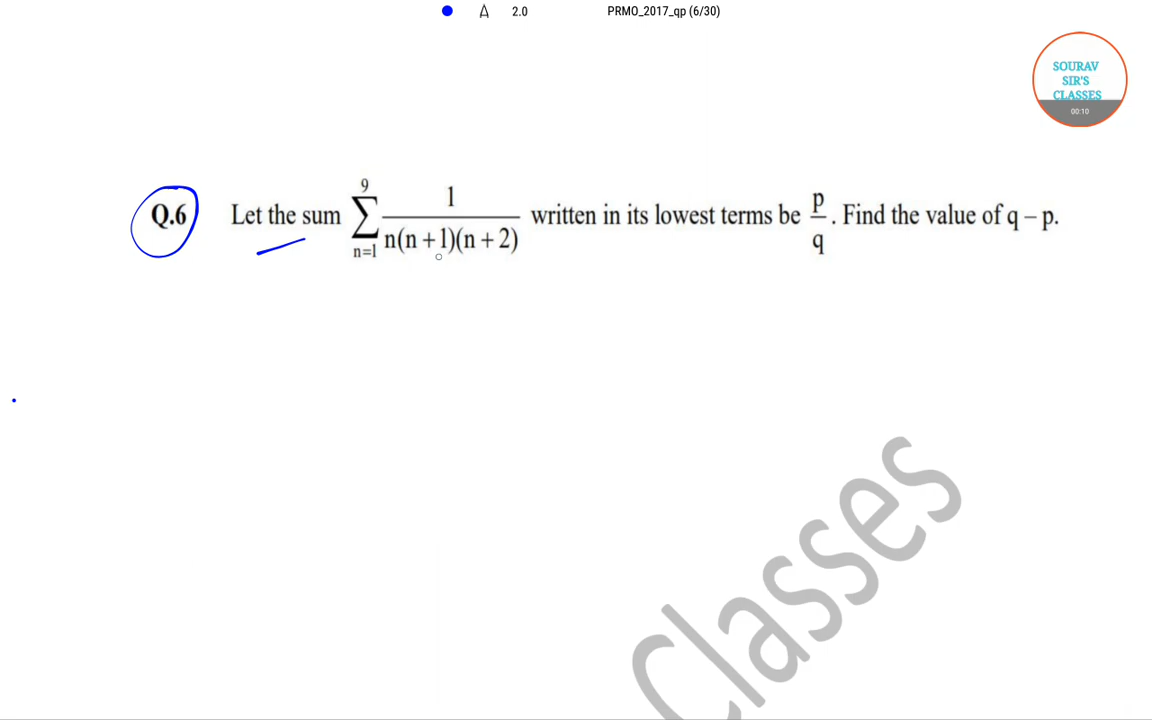 2.0 PRMO_2017_qp (6/30)
SOURAV
SIR'S
CLASSES
00:10
Q.6 Let the sum \sum_{n=1}^{9} \frac{1}{n(n+1)(n+2)} written in its lowest terms be \frac{p}{q}. Find the value of q – p.
Classes